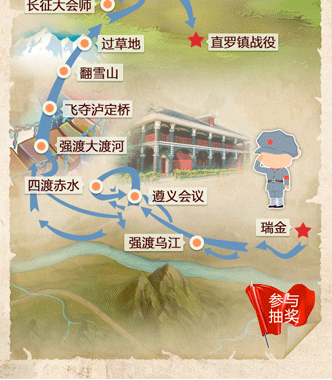 长征大会师
直罗镇战役
过草地
翻雪山
飞夺泸定桥
强渡大渡河
四渡赤水
遵义会议
瑞金
强渡乌江
参与
抽奖